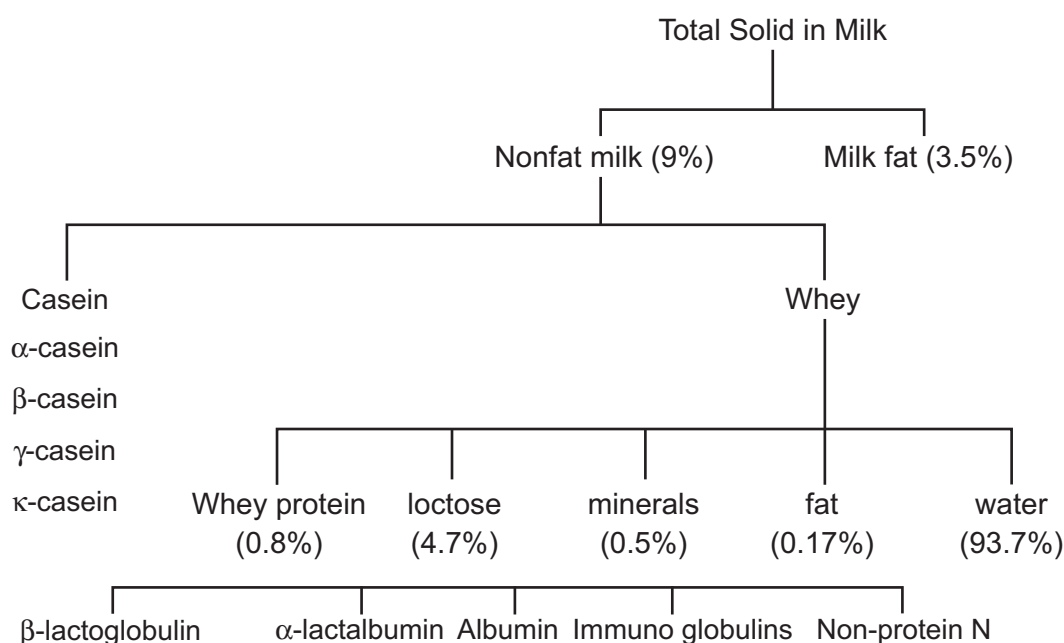 Total Solid in Milk
Nonfat milk (9%) Milk fat (3.5%)
Casein Whey
α-casein
β-casein
γ-casein
κ-casein Whey protein loctose minerals fat water
(0.8%) (4.7%) (0.5%) (0.17%) (93.7%)
β-lactoglobulin α-lactalbumin Albumin Immuno globulins Non-protein N